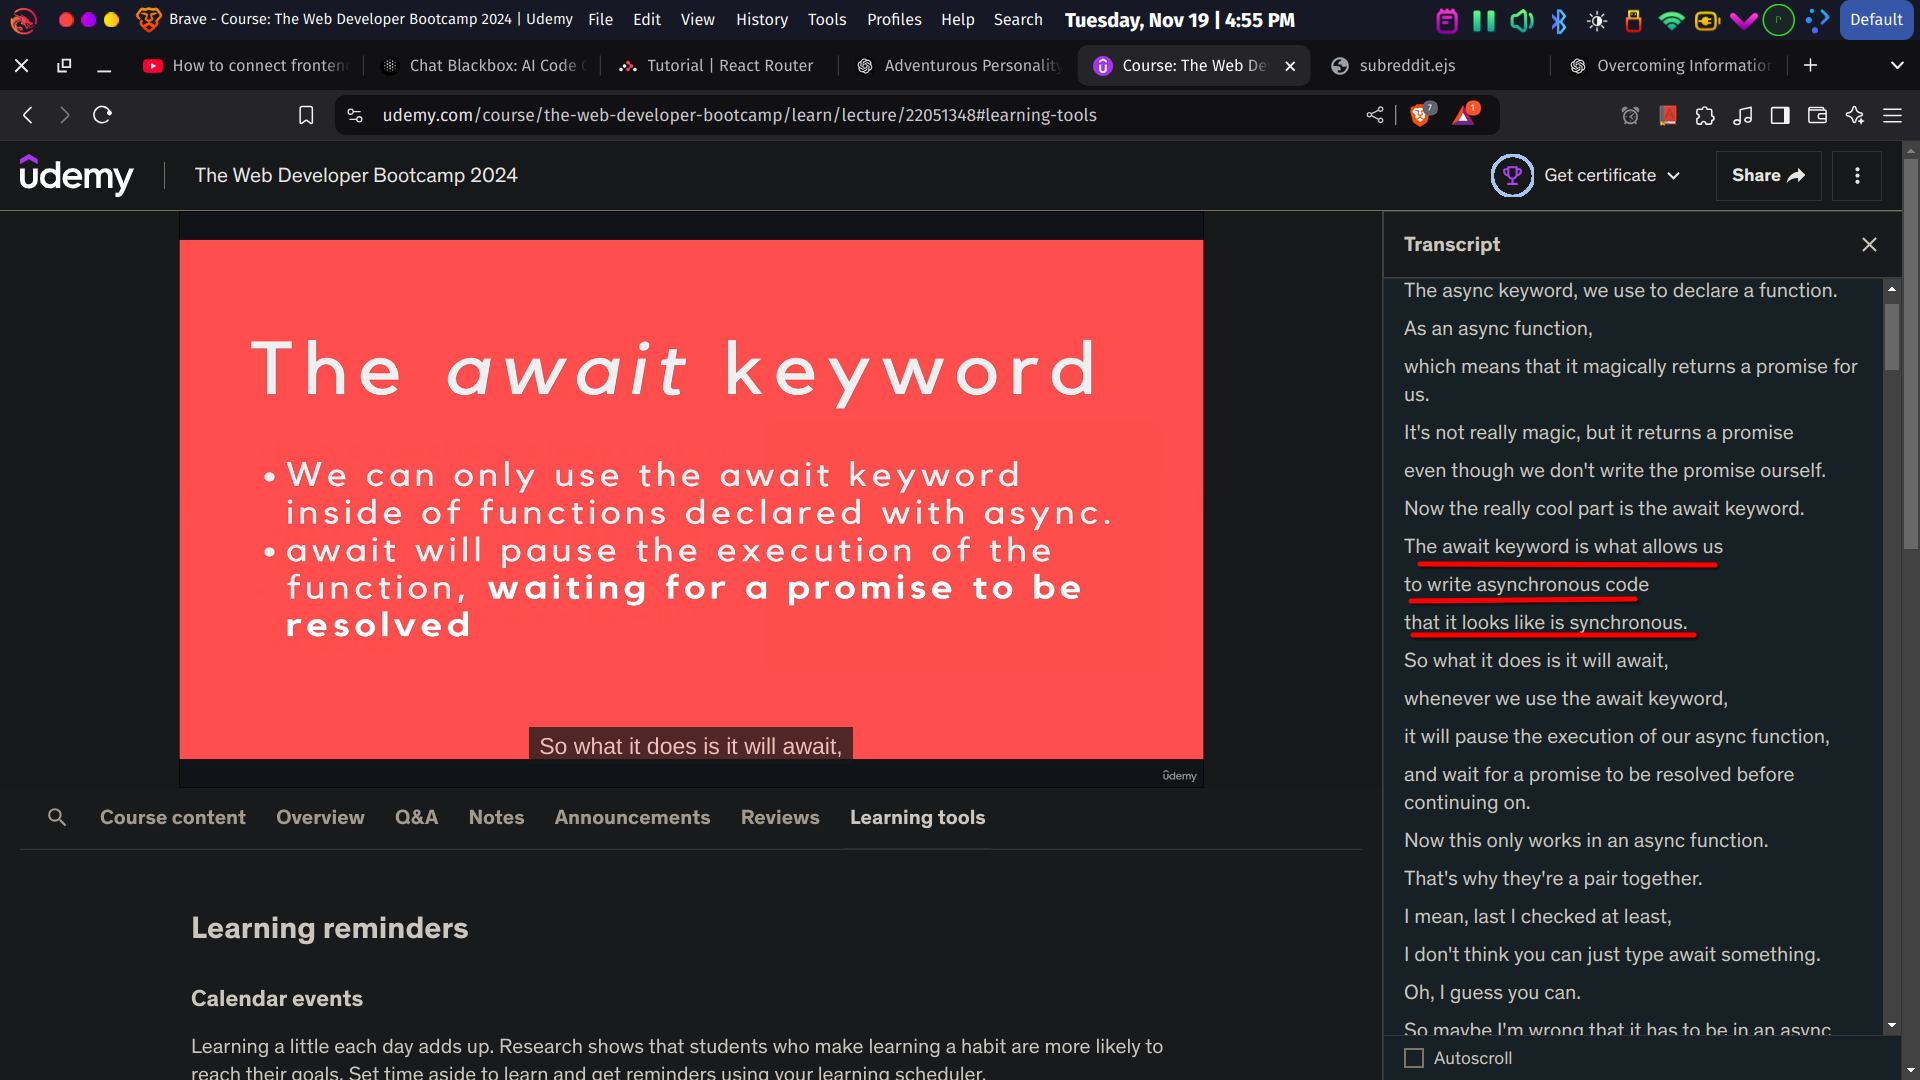 Brave - Course: The Web Developer Bootcamp 2024 | Udemy File Edit View History Tools Profiles Help Search Tuesday, Nov 19 | 4:55 PM Default
How to connect fronten Chat Blackbox: AI Code Tutorial | React Router Adventurous Personality Course: The Web De subreddit.ejs Overcoming Information
udemy.com/course/the-web-developer-bootcamp/learn/lecture/22051348#learning-tools 7 1
udemy The Web Developer Bootcamp 2024 Get certificate Share
The await keyword
• We can only use the await keyword
inside of functions declared with async.
• await will pause the execution of the
function, waiting for a promise to be
resolved
So what it does is it will await,
udemy
Course content Overview Q&A Notes Announcements Reviews Learning tools
Learning reminders
Calendar events
Learning a little each day adds up. Research shows that students who make learning a habit are more likely to
reach their goals. Set time aside to learn and get reminders using your learning scheduler.
Transcript
The async keyword, we use to declare a function.
As an async function,
which means that it magically returns a promise for
us.
It's not really magic, but it returns a promise
even though we don't write the promise ourself.
Now the really cool part is the await keyword.
The await keyword is what allows us
to write asynchronous code
that it looks like is synchronous.
So what it does is it will await,
whenever we use the await keyword,
it will pause the execution of our async function,
and wait for a promise to be resolved before
continuing on.
Now this only works in an async function.
That's why they're a pair together.
I mean, last I checked at least,
I don't think you can just type await something.
Oh, I guess you can.
So maybe I'm wrong that it has to be in an async
Autoscroll